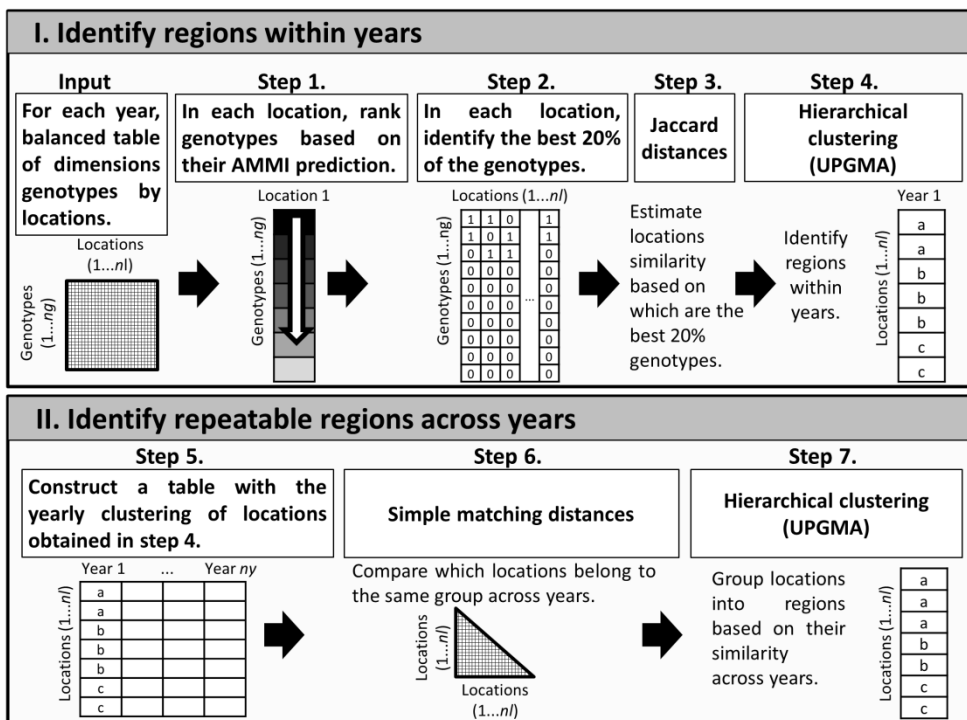 I. Identify regions within years
Input
For each year,
balanced table
of dimensions
genotypes by
locations.
Locations
(1...nl)
Genotypes
(1...ng)
Step 1.
In each location, rank
genotypes based on
their AMMI prediction.
Location 1
Genotypes (1...ng)
Step 2.
In each location,
identify the best 20%
of the genotypes.
Locations (1...nl)
Genotypes (1...ng)
1 1 0 1
1 0 1 1
0 1 1 0
0 0 0 0
0 0 0 0
0 0 0 ... 0
0 0 0 0
0 0 0 0
0 0 0 0
0 0 0 0
Step 3.
Jaccard
distances
Estimate
locations
similarity
based on
which are the
best 20%
genotypes.
Step 4.
Hierarchical
clustering
(UPGMA)
Identify
regions
within
years.
Year 1
Locations (1...nl)
a
a
b
b
b
c
c
II. Identify repeatable regions across years
Step 5.
Construct a table with the
yearly clustering of locations
obtained in step 4.
Year 1 ... Year ny
Locations (1...nl)
a
a
b
b
b
c
c
Step 6.
Simple matching distances
Compare which locations belong to
the same group across years.
Locations
(1...nl)
Locations
(1...nl)
Step 7.
Hierarchical clustering
(UPGMA)
Group locations
into regions
based on their
similarity
across years.
Locations (1...nl)
a
a
a
b
b
c
c